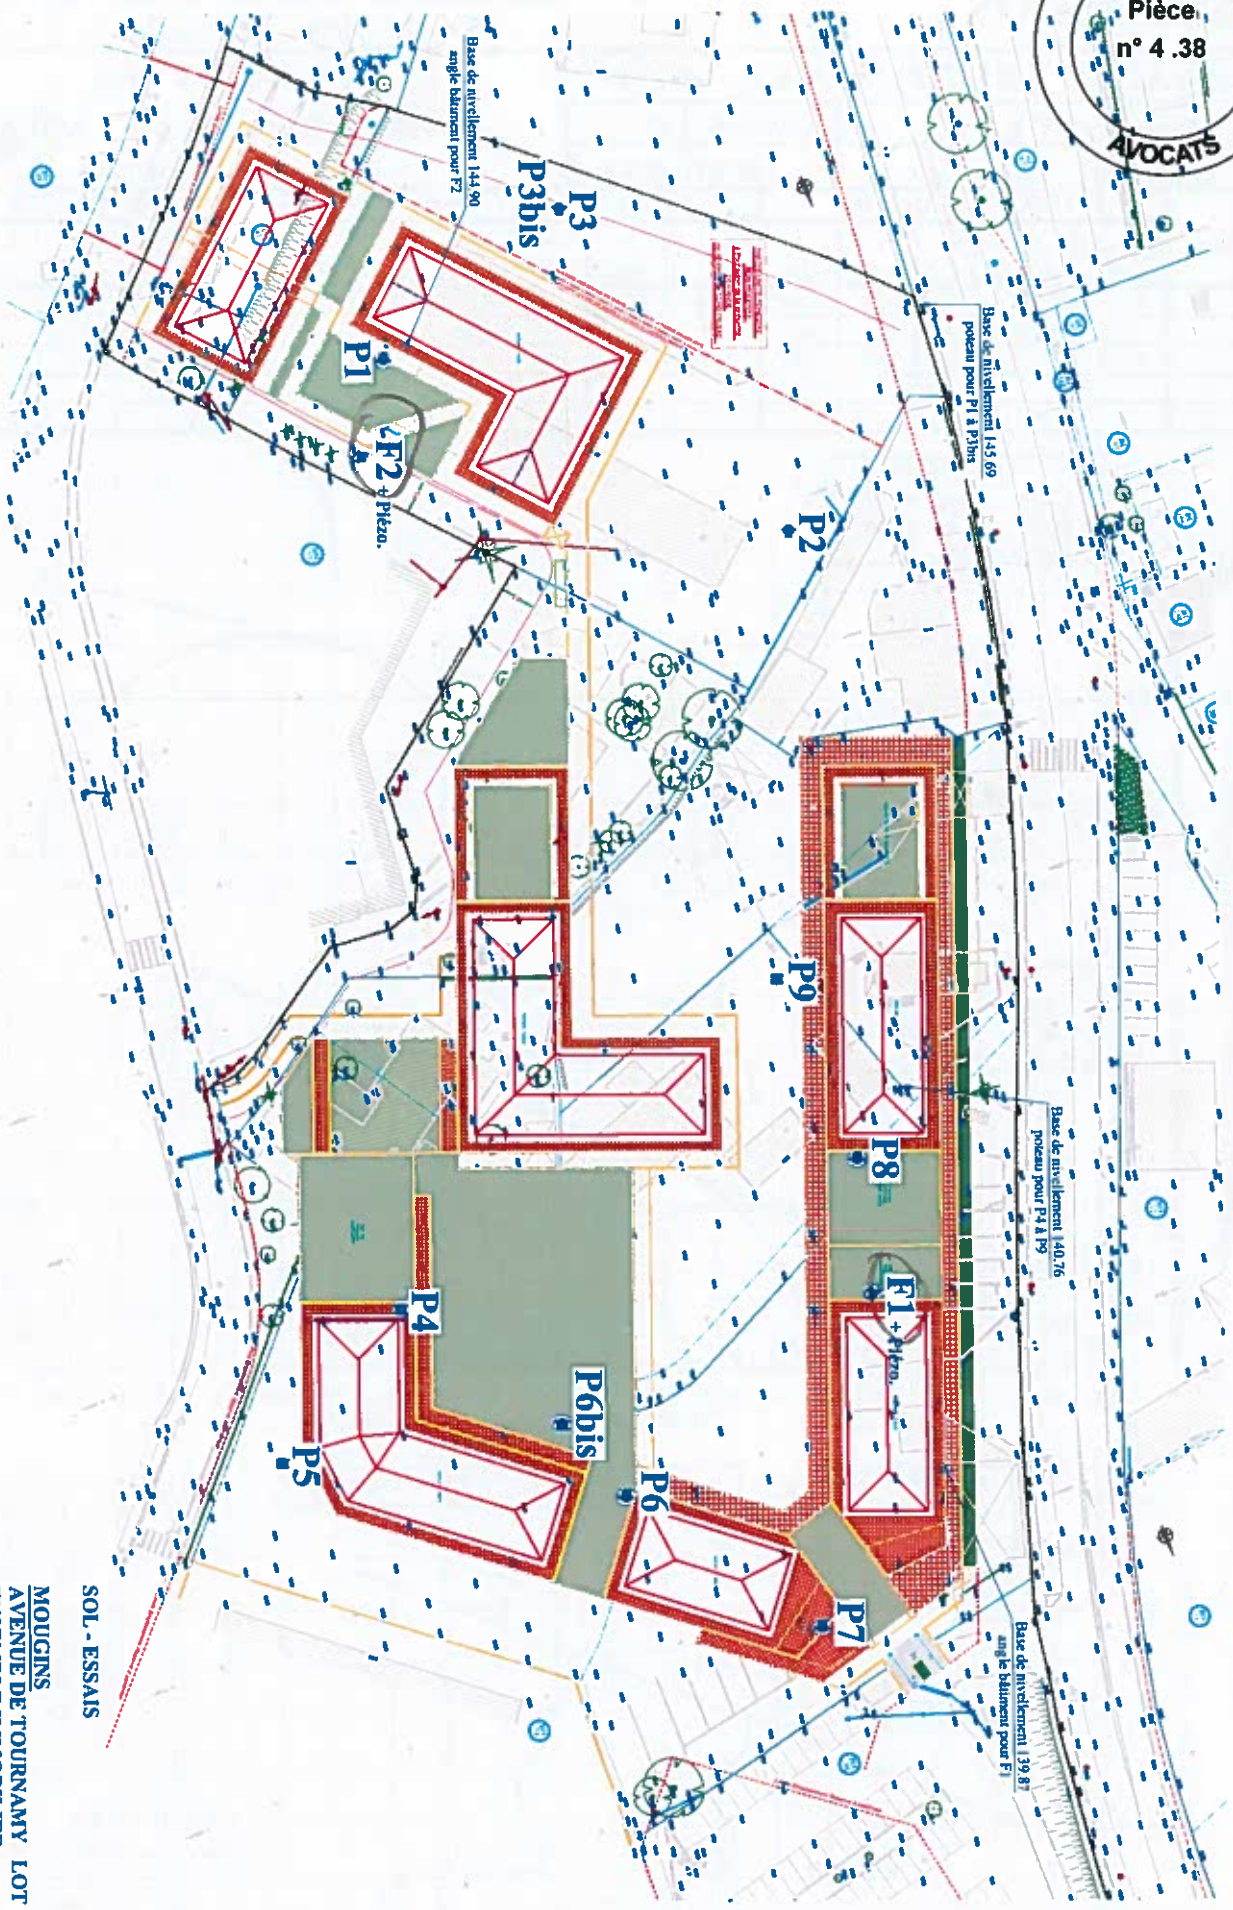 Pièce
n° 4 .38
AVOCATS
Base de nivellement 144.90
angle bâtiment pour F2
P3
P3bis
Base de nivellement 145.69
poteau pour P1 à P3bis
P1
F2 + Piézo.
P2
P9
Base de nivellement 140.76
poteau pour P4 à P9
P8
F1 + Piézo.
P4
P6bis
P5
P6
P7
Base de nivellement 139.87
angle bâtiment pour F1
SOL - ESSAIS
MOUGINS
AVENUE DE TOURNAMY LOT